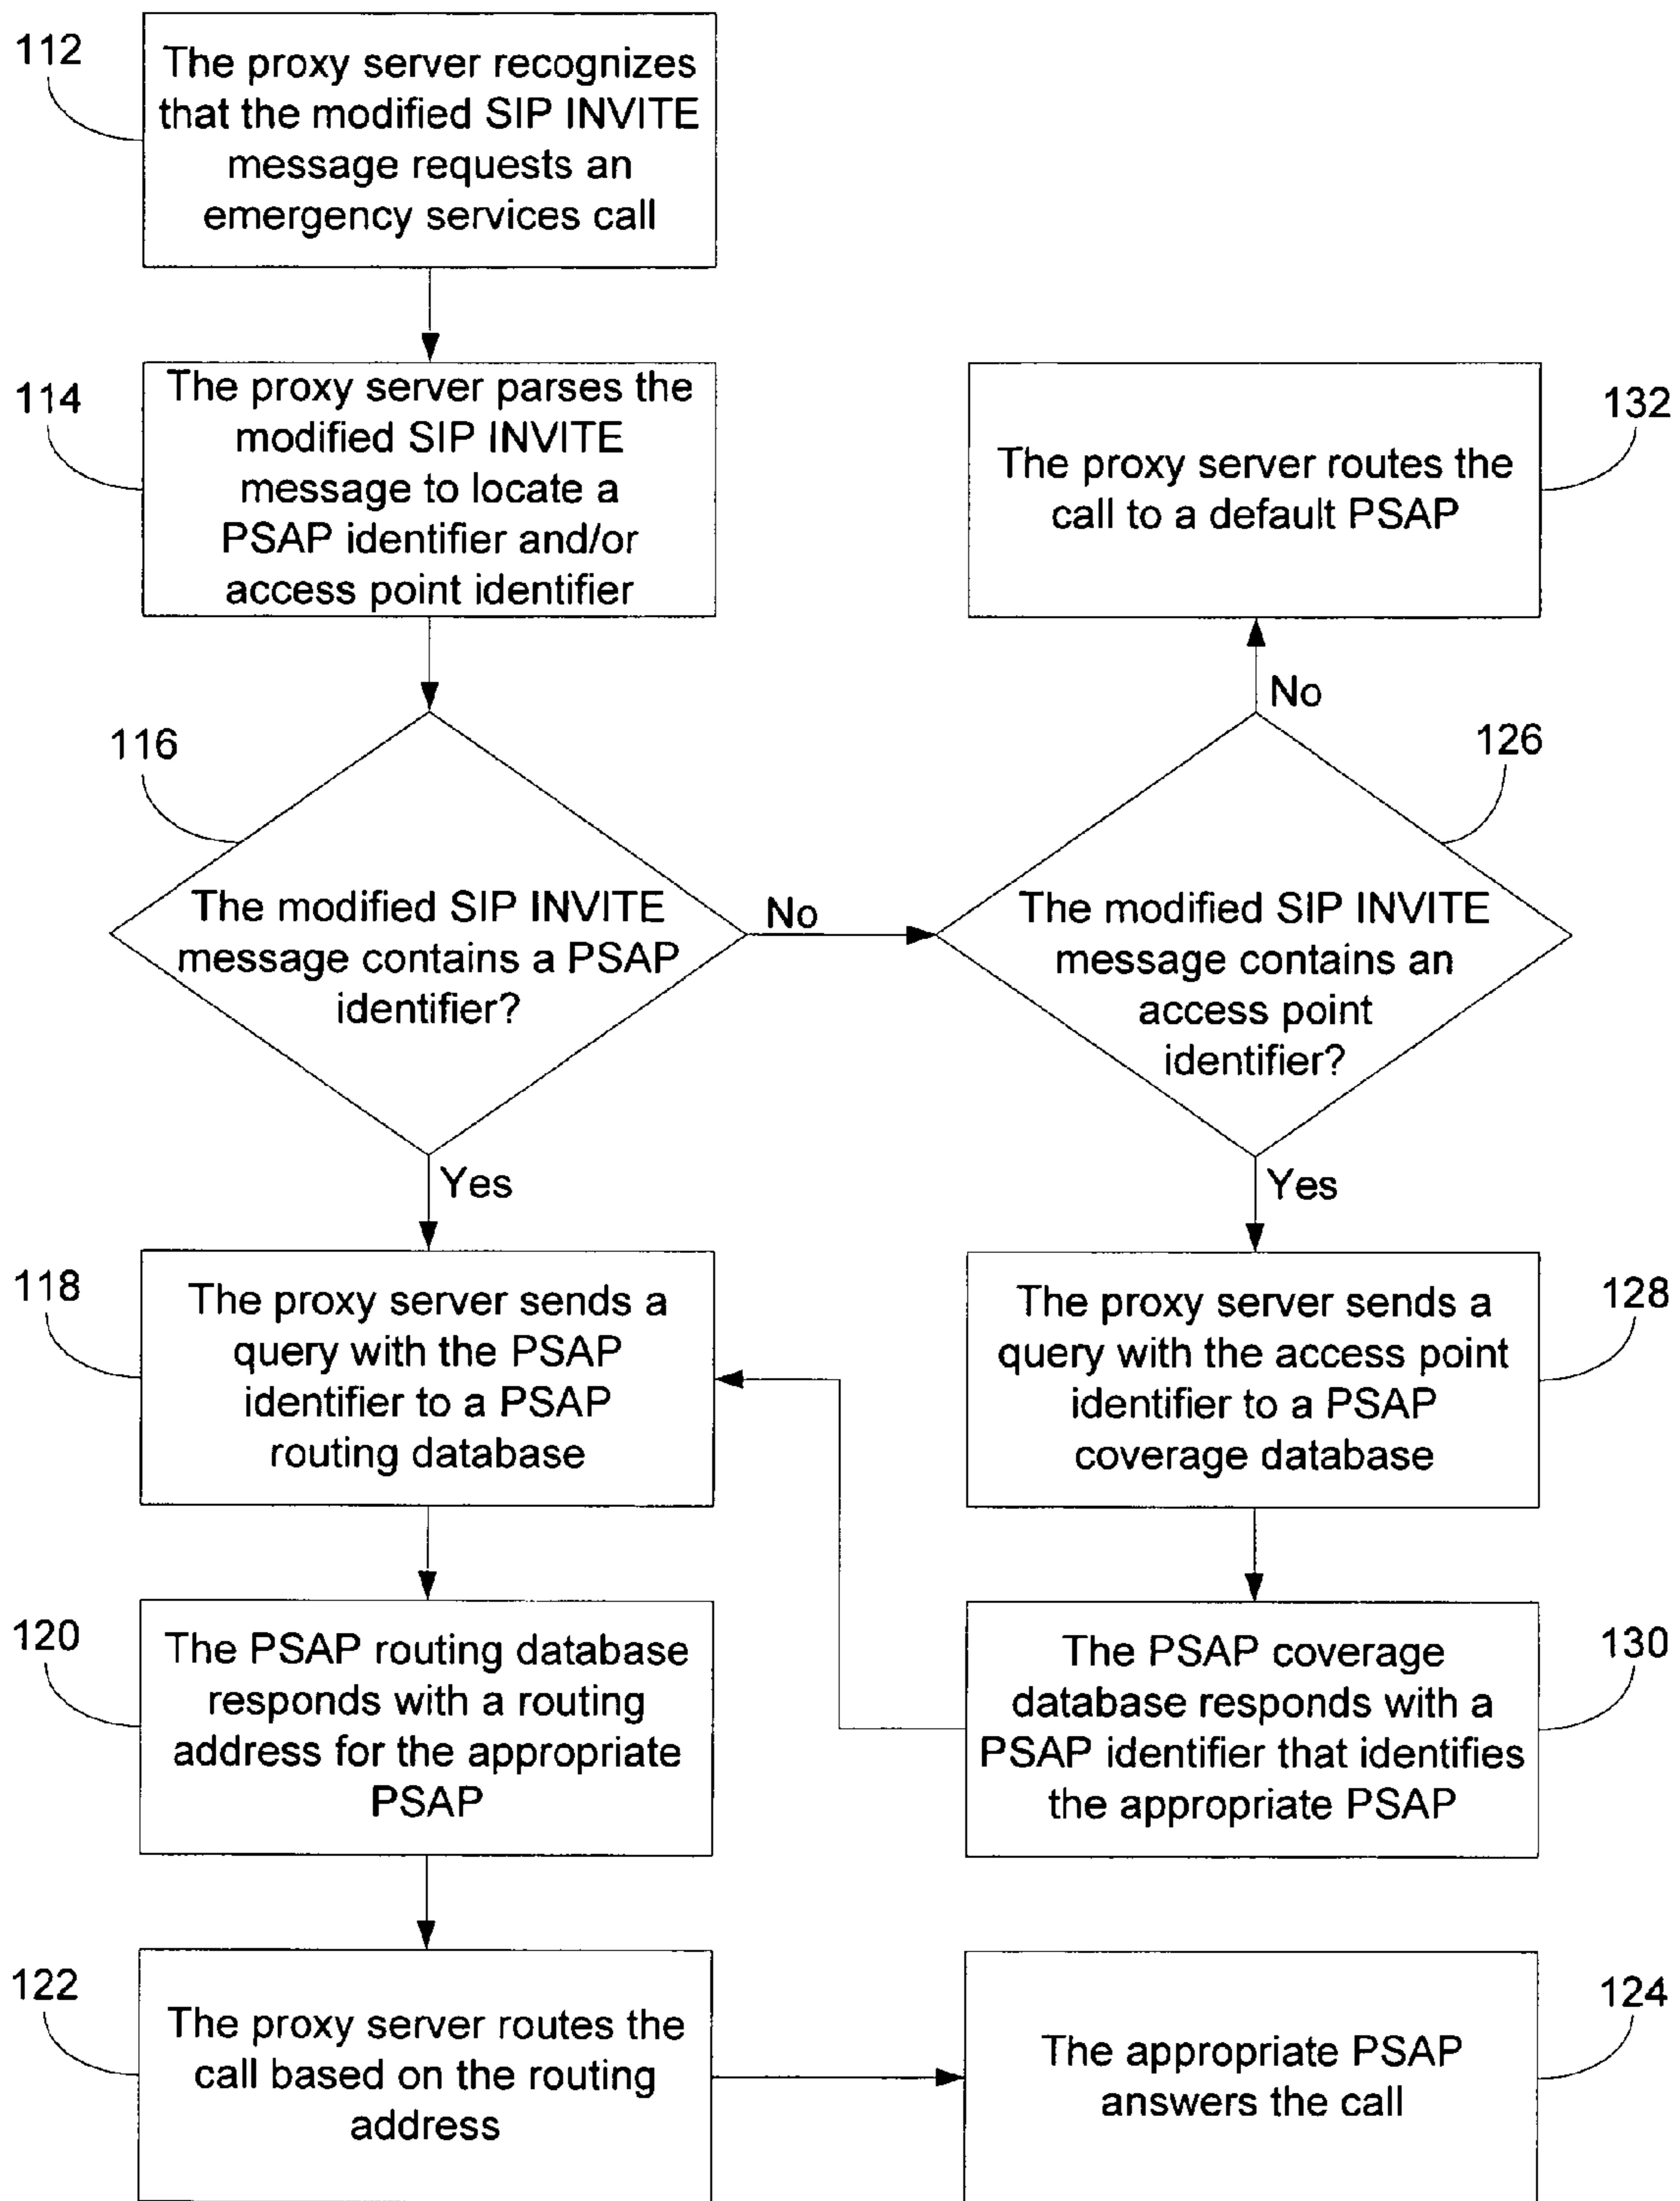 112
The proxy server recognizes
that the modified SIP INVITE
message requests an
emergency services call
114
The proxy server parses the
modified SIP INVITE
message to locate a
PSAP identifier and/or
access point identifier
132
The proxy server routes the
call to a default PSAP
No
116
The modified SIP INVITE
message contains a PSAP
identifier?
No
126
The modified SIP INVITE
message contains an
access point
identifier?
Yes
Yes
118
The proxy server sends a
query with the PSAP
identifier to a PSAP
routing database
128
The proxy server sends a
query with the access point
identifier to a PSAP
coverage database
120
The PSAP routing database
responds with a routing
address for the appropriate
PSAP
130
The PSAP coverage
database responds with a
PSAP identifier that identifies
the appropriate PSAP
122
The proxy server routes the
call based on the routing
address
124
The appropriate PSAP
answers the call